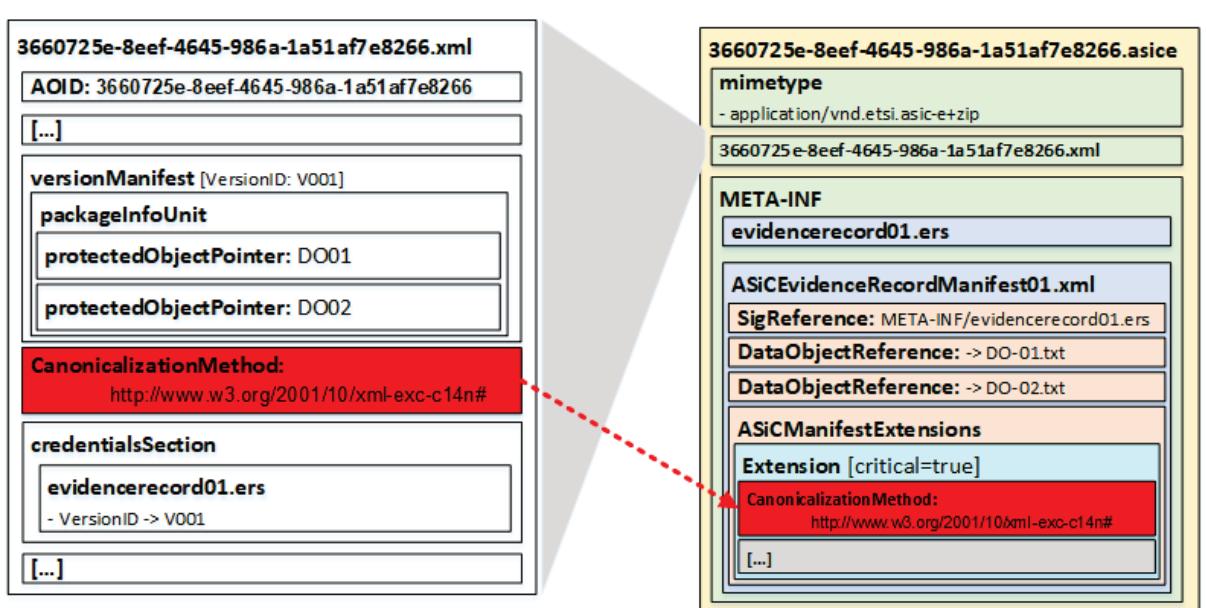 3660725e-8eef-4645-986a-1a51af7e8266.xml
AOID: 3660725e-8eef-4645-986a-1a51af7e8266
[...]
versionManifest [VersionID: V001]
packageInfoUnit
protectedObjectPointer: DO01
protectedObjectPointer: DO02
CanonicalizationMethod:
http://www.w3.org/2001/10/xml-exc-c14n#
credentialsSection
evidencerecord01.ers
- VersionID -> V001
[...]
3660725e-8eef-4645-986a-1a51af7e8266.asice
mimetype
- application/vnd.etsi.asic-e+zip
3660725e-8eef-4645-986a-1a51af7e8266.xml
META-INF
evidencerecord01.ers
ASiCEvidenceRecordManifest01.xml
SigReference: META-INF/evidencerecord01.ers
DataObjectReference: -> DO-01.txt
DataObjectReference: -> DO-02.txt
ASiCManifestExtensions
Extension [critical=true]
CanonicalizationMethod:
http://www.w3.org/2001/10/xml-exc-c14n#
[...]